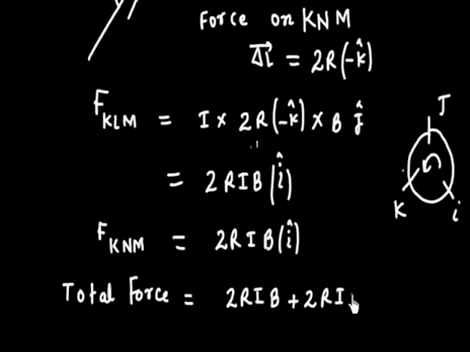 Force on KNM
Δl⃗ = 2R(-k̂)
F_KLM = I × 2R(-k̂) × B ĵ
= 2RIB(î)
F_KNM = 2RIB(î)
Total Force = 2RIB + 2RI
J
K
i